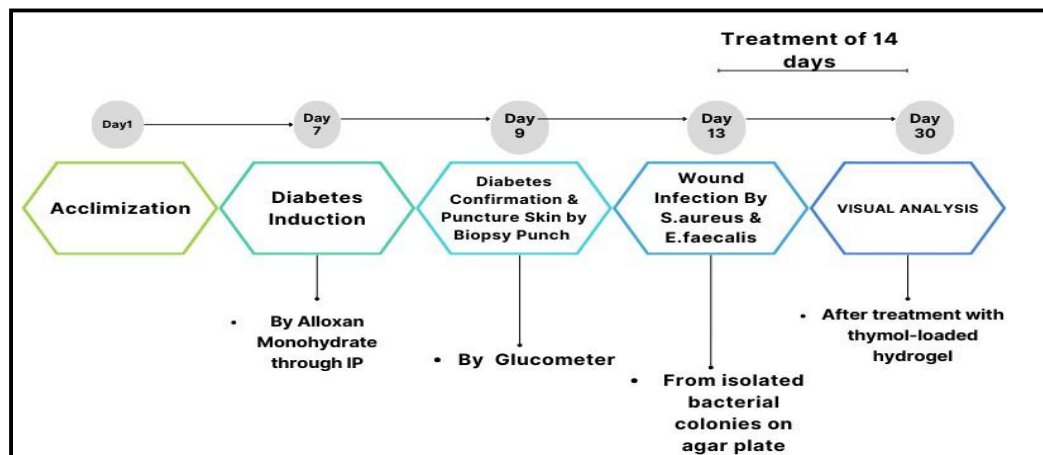 Treatment of 14
days
Day1
Day
7
Day
9
Day
13
Day
30
Acclimization
Diabetes
Induction
Diabetes
Confirmation &
Puncture Skin by
Biopsy Punch
Wound
Infection By
S.aureus &
E.faecalis
VISUAL ANALYSIS
• By Alloxan
Monohydrate
through IP
• By Glucometer
• From isolated
bacterial
colonies on
agar plate
• After treatment with
thymol-loaded
hydrogel